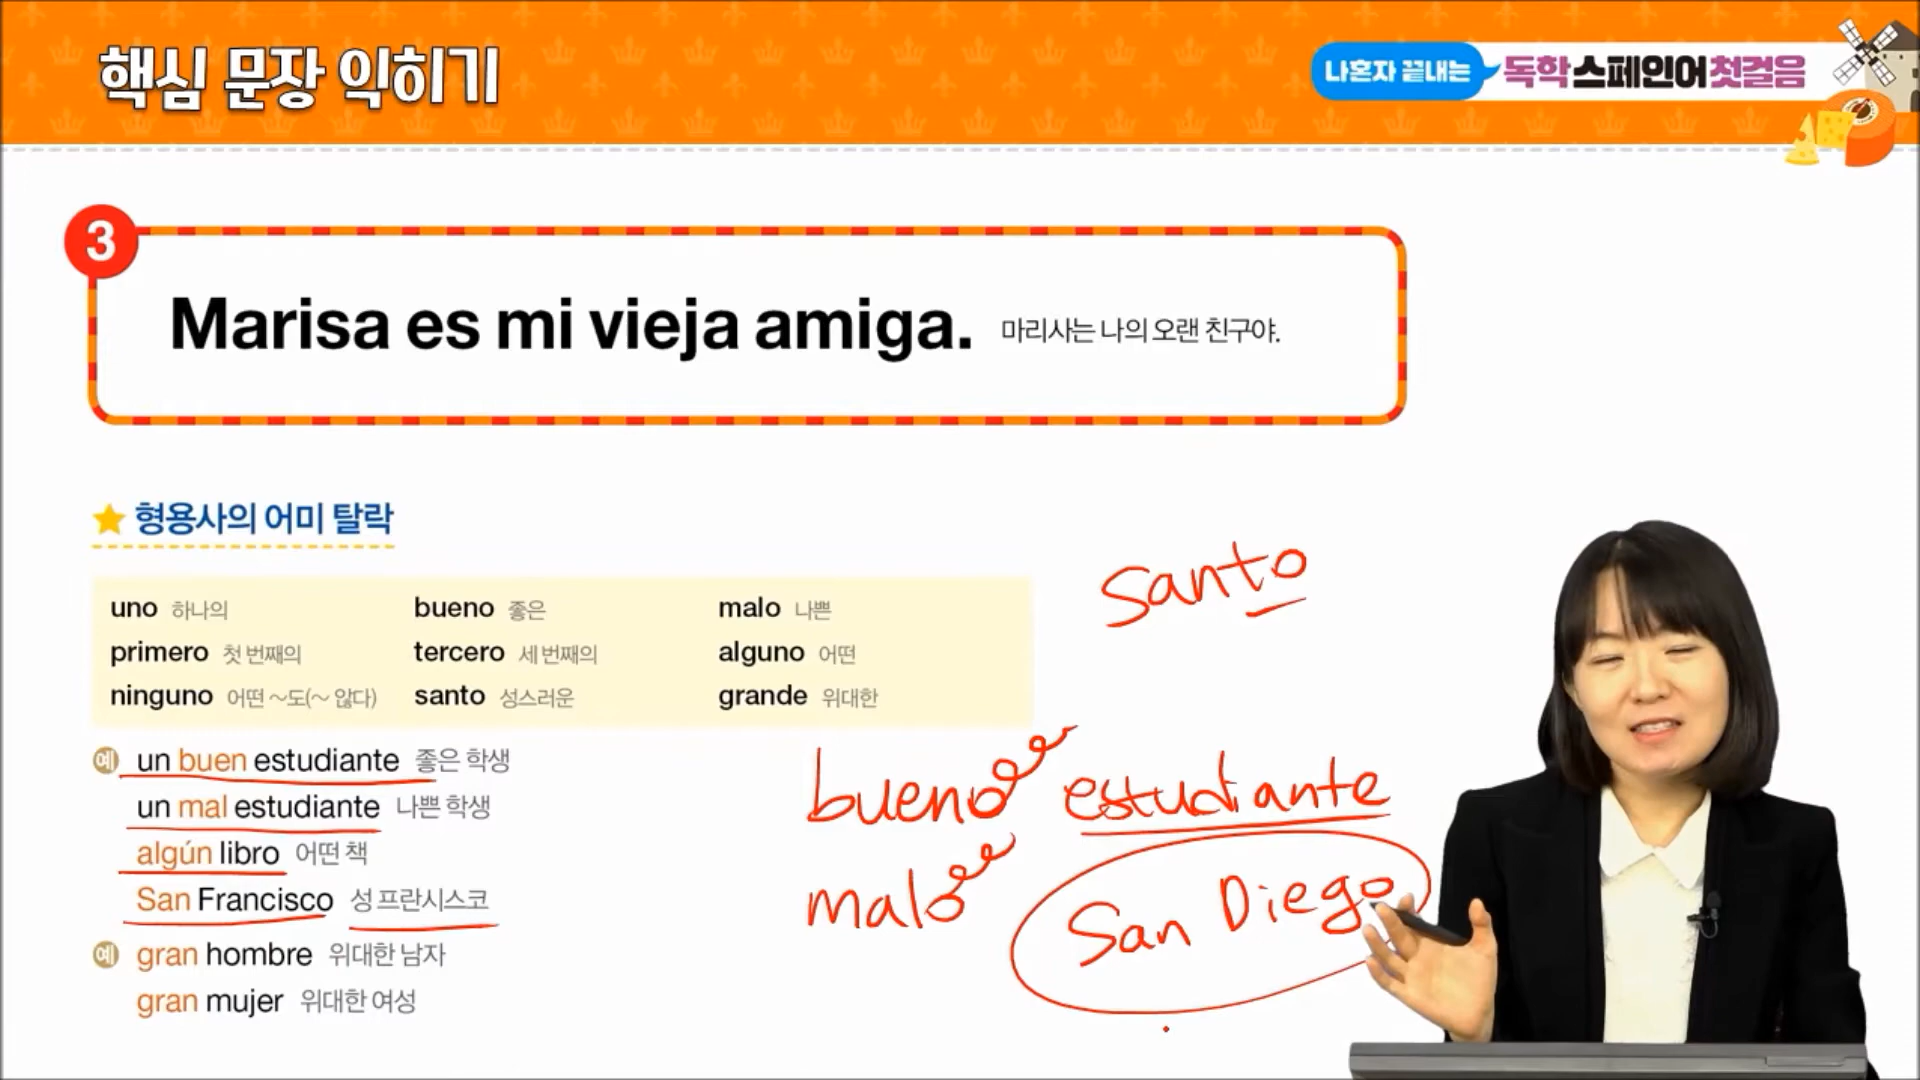 핵심 문장 익히기
나혼자 끝내는 독학 스페인어 첫걸음
3
Marisa es mi vieja amiga. 마리사는 나의 오랜 친구야.
형용사의 어미 탈락
uno 하나의 bueno 좋은 malo 나쁜
primero 첫 번째의 tercero 세 번째의 alguno 어떤
ninguno 어떤 ~도(~ 않다) santo 성스러운 grande 위대한
santo
예 un buen estudiante 좋은 학생
un mal estudiante 나쁜 학생
algún libro 어떤 책
San Francisco 성 프란시스코
예 gran hombre 위대한 남자
gran mujer 위대한 여성
bueno estudiante
malo
San Diego